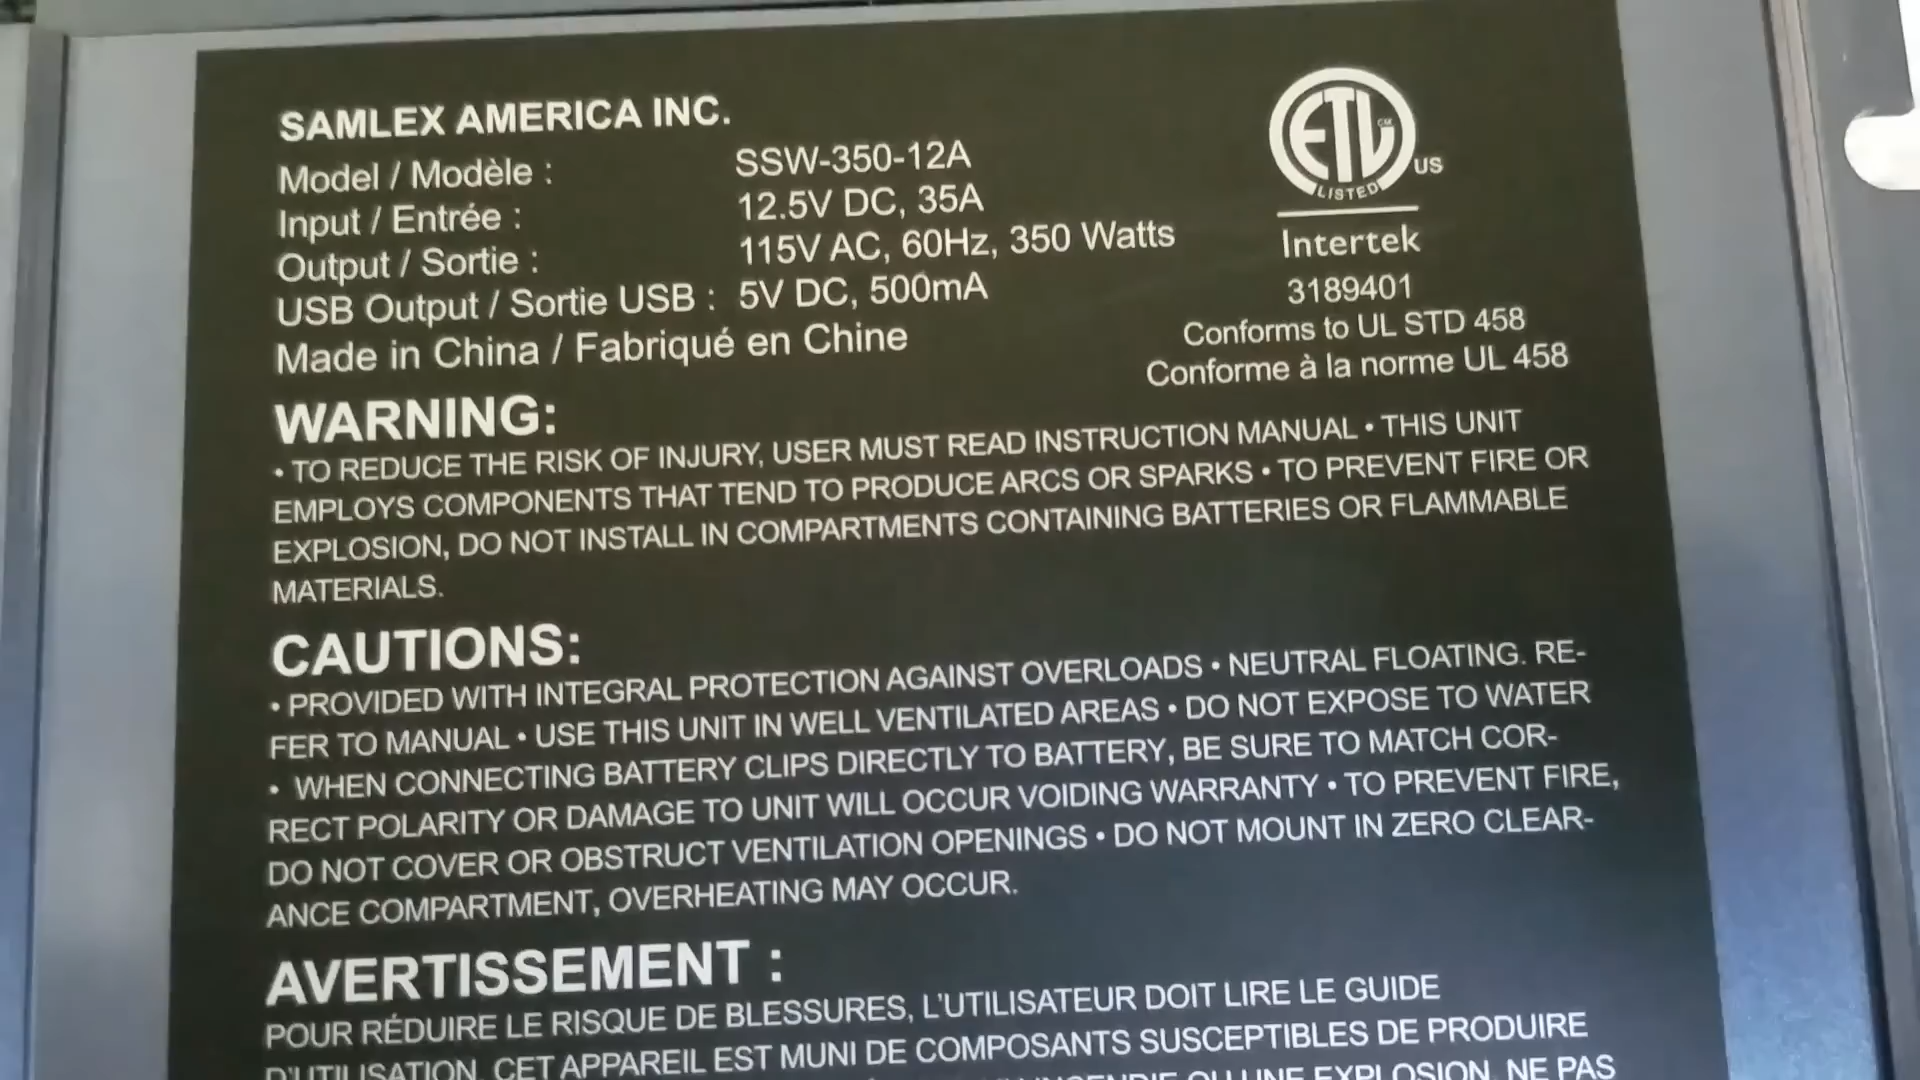 SAMLEX AMERICA INC.
Model / Modèle : SSW-350-12A
Input / Entrée : 12.5V DC, 35A
Output / Sortie : 115V AC, 60Hz, 350 Watts
USB Output / Sortie USB : 5V DC, 500mA
Made in China / Fabriqué en Chine
ETL CM
LISTED
US
Intertek
3189401
Conforms to UL STD 458
Conforme à la norme UL 458
WARNING:
• TO REDUCE THE RISK OF INJURY, USER MUST READ INSTRUCTION MANUAL • THIS UNIT
EMPLOYS COMPONENTS THAT TEND TO PRODUCE ARCS OR SPARKS • TO PREVENT FIRE OR
EXPLOSION, DO NOT INSTALL IN COMPARTMENTS CONTAINING BATTERIES OR FLAMMABLE
MATERIALS.
CAUTIONS:
• PROVIDED WITH INTEGRAL PROTECTION AGAINST OVERLOADS • NEUTRAL FLOATING. RE-
FER TO MANUAL • USE THIS UNIT IN WELL VENTILATED AREAS • DO NOT EXPOSE TO WATER
• WHEN CONNECTING BATTERY CLIPS DIRECTLY TO BATTERY, BE SURE TO MATCH COR-
RECT POLARITY OR DAMAGE TO UNIT WILL OCCUR VOIDING WARRANTY • TO PREVENT FIRE,
DO NOT COVER OR OBSTRUCT VENTILATION OPENINGS • DO NOT MOUNT IN ZERO CLEAR-
ANCE COMPARTMENT, OVERHEATING MAY OCCUR.
AVERTISSEMENT :
POUR RÉDUIRE LE RISQUE DE BLESSURES, L'UTILISATEUR DOIT LIRE LE GUIDE
D'UTILISATION. CET APPAREIL EST MUNI DE COMPOSANTS SUSCEPTIBLES DE PRODUIRE
OU UNE EXPLOSION, NE PAS